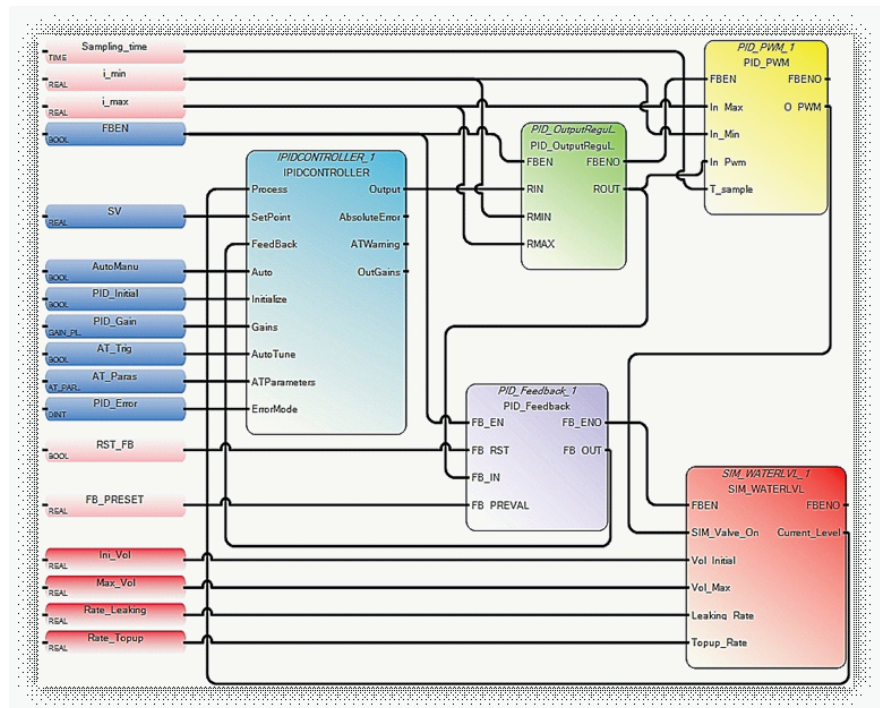 Sampling_time
TIME
i_min
REAL
i_max
REAL
FBEN
BOOL
SV
REAL
AutoManu
BOOL
PID_Initial
BOOL
PID_Gain
GAIN_PI..
AT_Trig
BOOL
AT_Paras
AT_PAR..
PID_Error
DINT
RST_FB
BOOL
FB_PRESET
REAL
Ini_Vol
REAL
Max_Vol
REAL
Rate_Leaking
REAL
Rate_Topup
REAL
IPIDCONTROLLER_1
IPIDCONTROLLER
Process Output
SetPoint AbsoluteError
FeedBack ATWarning
Auto OutGains
Initialize
Gains
AutoTune
ATParameters
ErrorMode
PID_OutputRegul..
PID_OutputRegul..
FBEN FBENO
RIN ROUT
RMIN
RMAX
PID_PWM_1
PID_PWM
FBEN FBENO
In_Max O_PWM
In_Min
In_Pwm
T_sample
PID_Feedback_1
PID_Feedback
FB_EN FB_ENO
FB_RST FB_OUT
FB_IN
FB_PREVAL
SIM_WATERLVL_1
SIM_WATERLVL
FBEN FBENO
SIM_Valve_On Current_Level
Vol_Initial
Vol_Max
Leaking_Rate
Topup_Rate